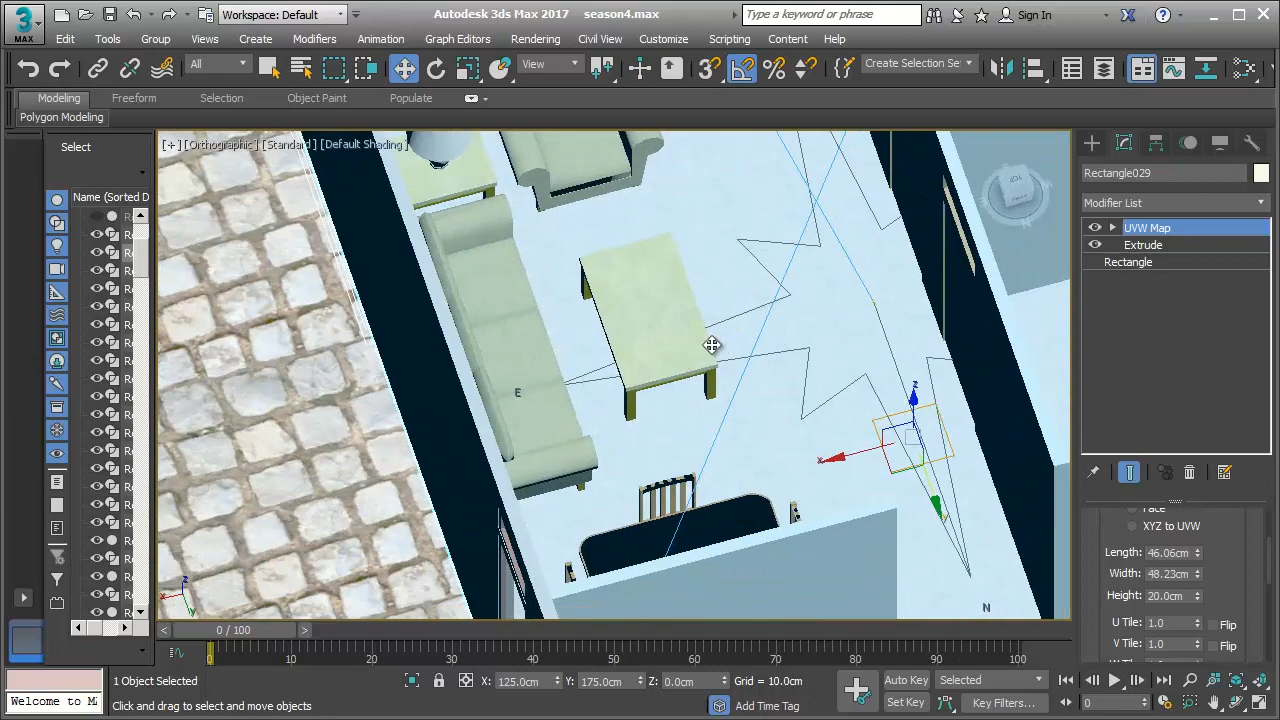 Workspace: Default
Autodesk 3ds Max 2017 season4.max
Type a keyword or phrase
Sign In
3
MAX
Edit Tools Group Views Create Modifiers Animation Graph Editors Rendering Civil View Customize Scripting Content Help
All
View
Create Selection Se
Modeling Freeform Selection Object Paint Populate
Polygon Modeling
Select
Name (Sorted D
[+] [Orthographic] [Standard] [Default Shading]
E
N
x
z
y
Rectangle029
Modifier List
UVW Map
Extrude
Rectangle
XYZ to UVW
Length: 46.06cm
Width: 48.23cm
Height: 20.0cm
U Tile: 1.0 Flip
V Tile: 1.0 Flip
0 / 100
0 10 20 30 40 50 60 70 80 90 100
1 Object Selected
X: 125.0cm Y: 175.0cm Z: 0.0cm Grid = 10.0cm
Auto Key Selected
Welcome to M
Click and drag to select and move objects
Add Time Tag
Set Key Key Filters...
0